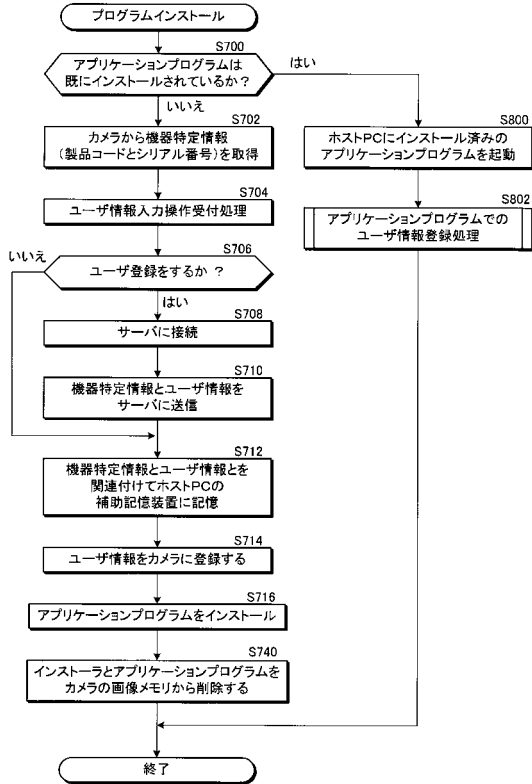 プログラムインストール
S700
アプリケーションプログラムは
既にインストールされているか？
はい
いいえ
S702
カメラから機器特定情報
(製品コードとシリアル番号)を取得
S800
ホストPCにインストール済みの
アプリケーションプログラムを起動
S704
ユーザ情報入力操作受付処理
S802
アプリケーションプログラムでの
ユーザ情報登録処理
S706
いいえ
ユーザ登録をするか ？
はい
S708
サーバに接続
S710
機器特定情報とユーザ情報を
サーバに送信
S712
機器特定情報とユーザ情報とを
関連付けてホストPCの
補助記憶装置に記憶
S714
ユーザ情報をカメラに登録する
S716
アプリケーションプログラムをインストール
S740
インストーラとアプリケーションプログラムを
カメラの画像メモリから削除する
終了